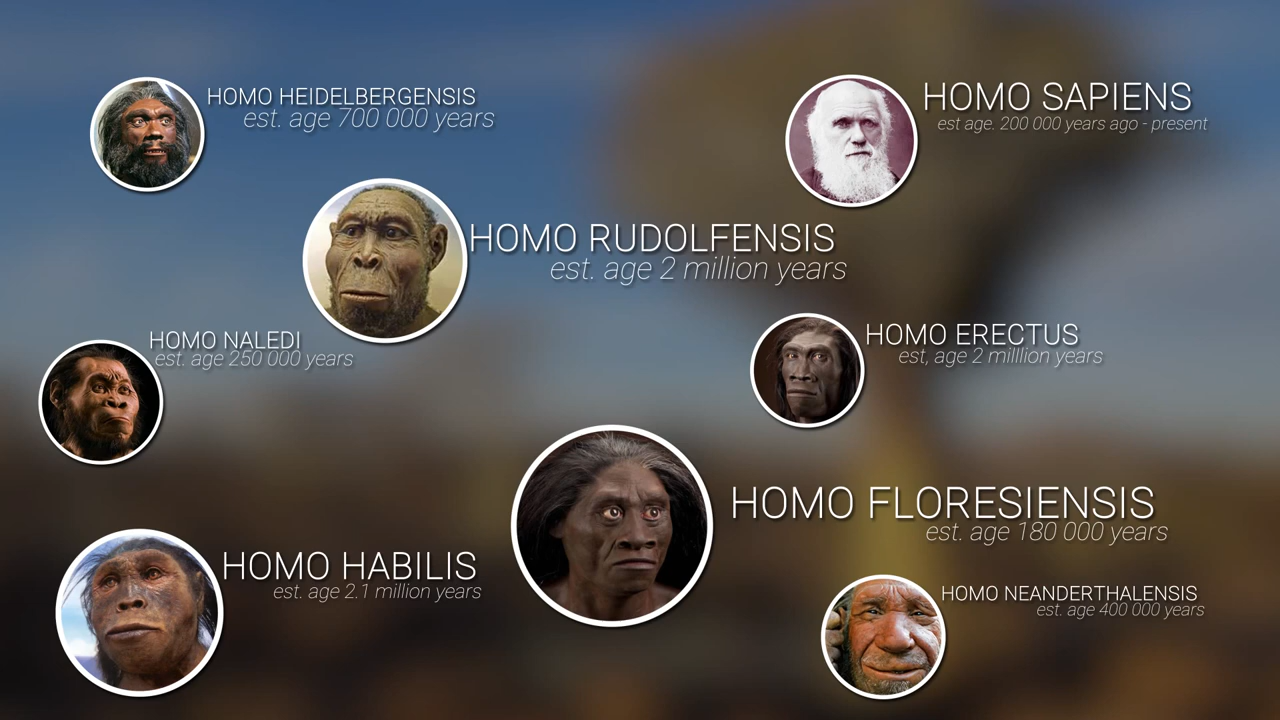 HOMO HEIDELBERGENSIS
est. age 700 000 years
HOMO SAPIENS
est age. 200 000 years ago - present
HOMO RUDOLFENSIS
est. age 2 million years
HOMO NALEDI
est. age 250 000 years
HOMO ERECTUS
est, age 2 milllion years
HOMO FLORESIENSIS
est. age 180 000 years
HOMO HABILIS
est. age 2.1 million years
HOMO NEANDERTHALENSIS
est. age 400 000 years